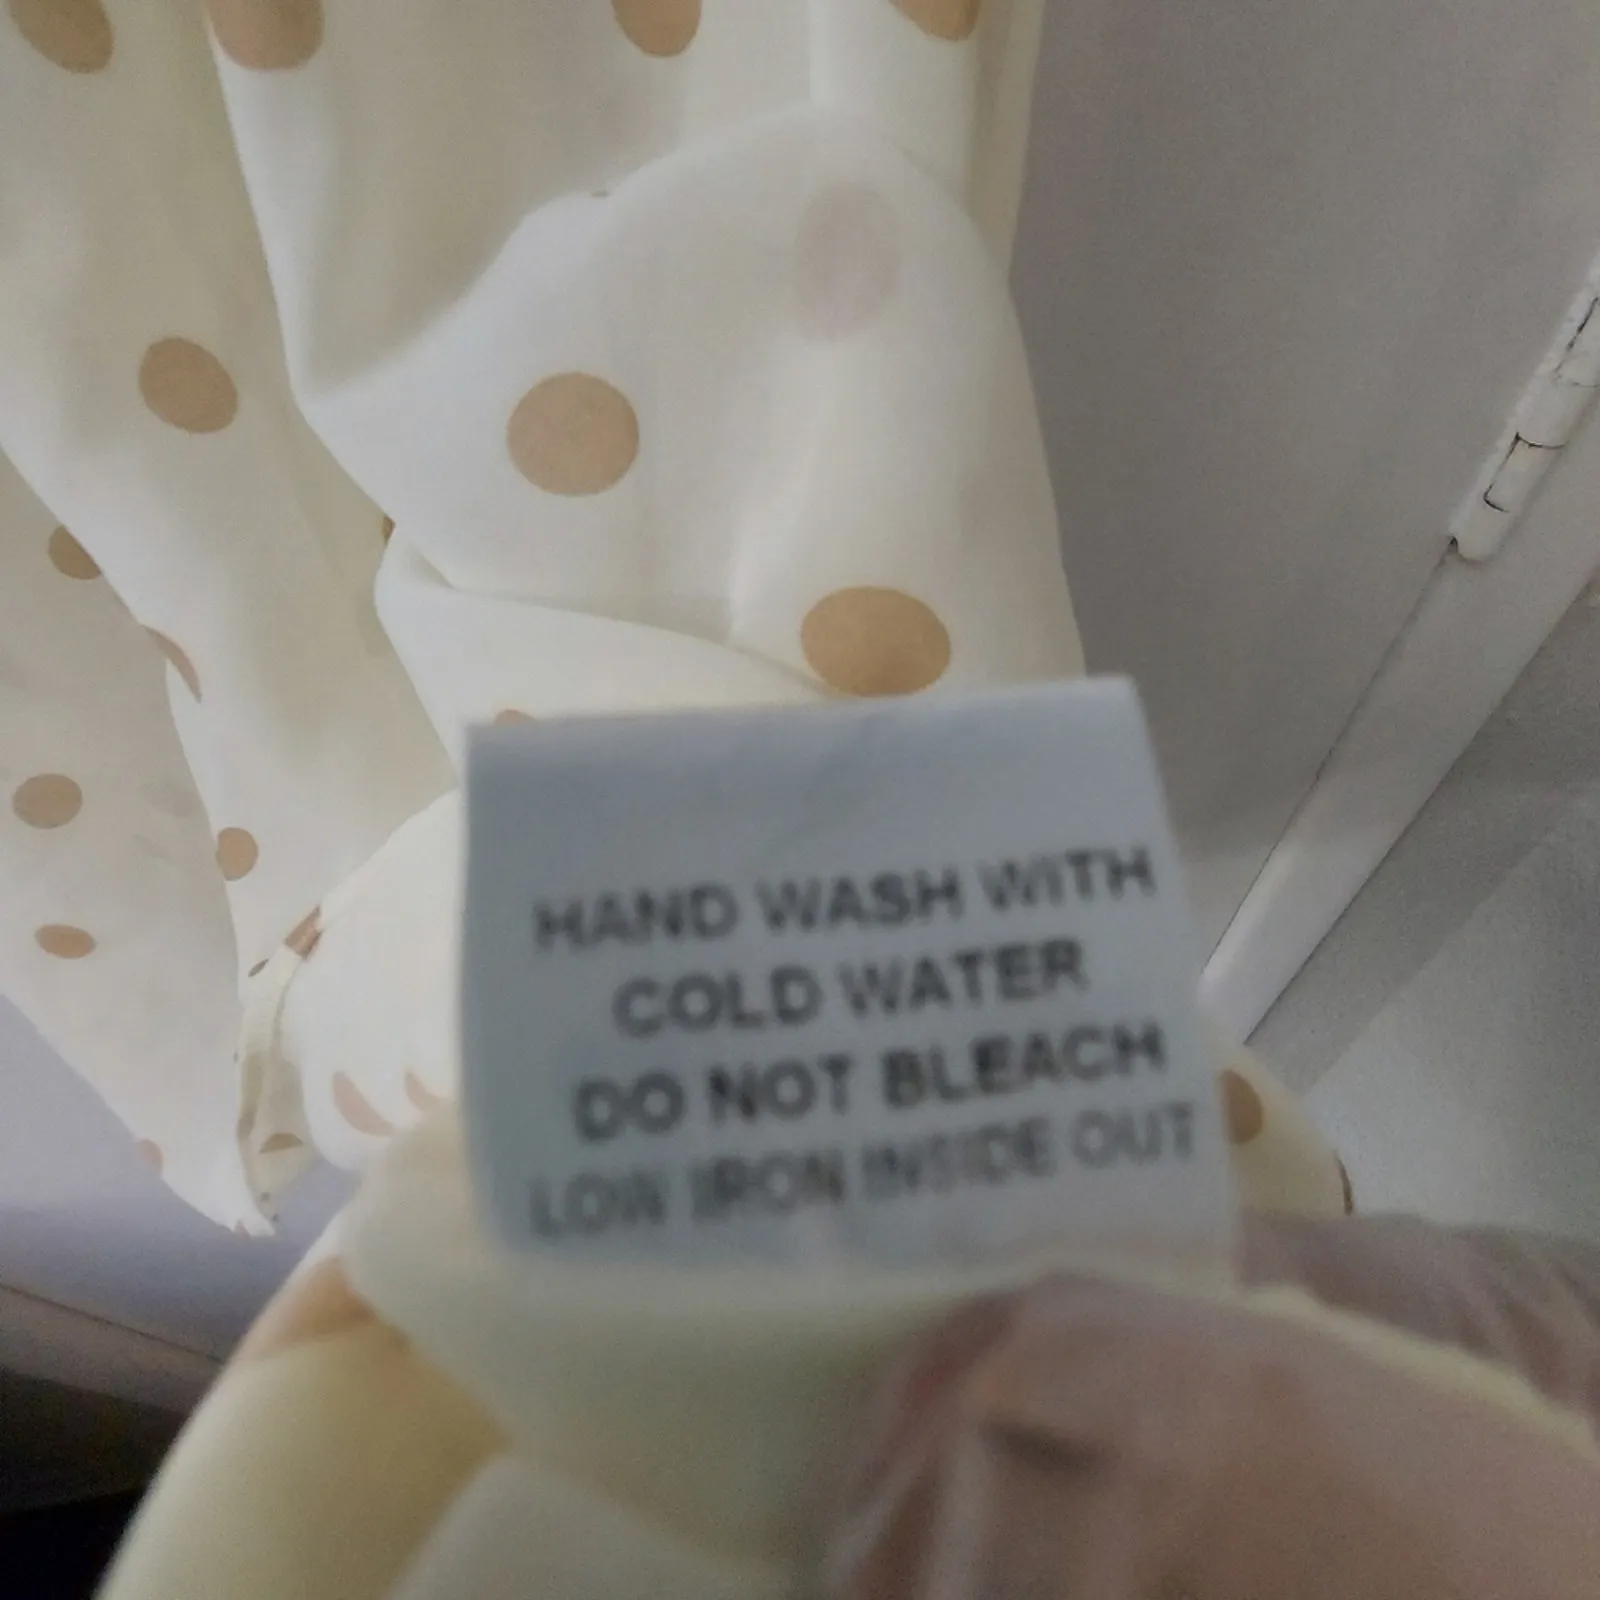 HAND WASH WITH
COLD WATER
DO NOT BLEACH
LOW IRON INSIDE OUT